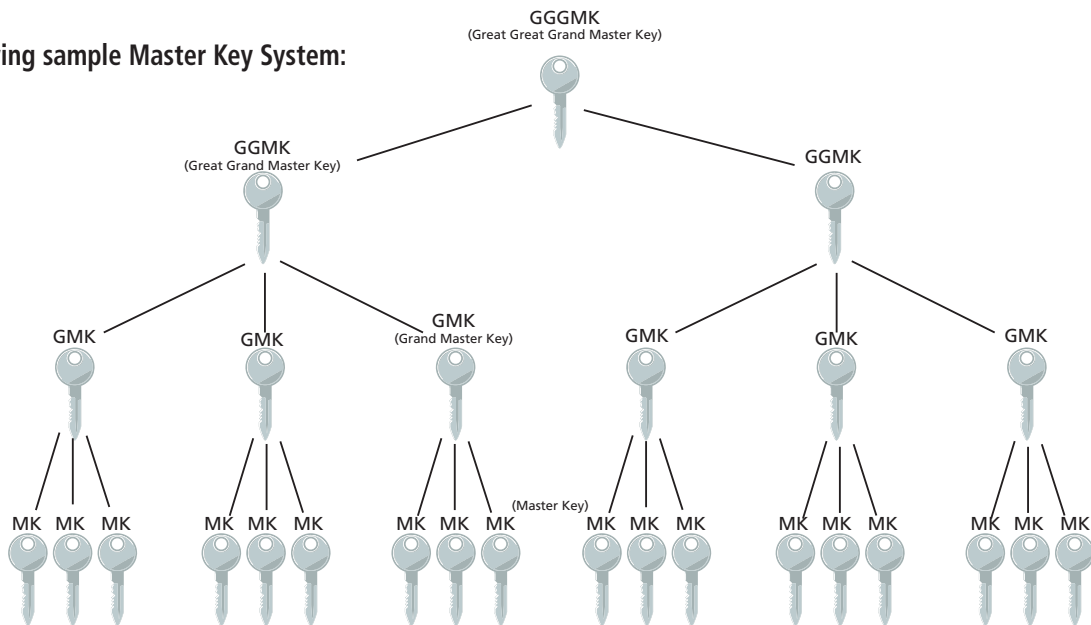 GGGMK
(Great Great Grand Master Key)
ing sample Master Key System:
GGMK
(Great Grand Master Key)
GGMK
GMK
GMK
GMK
(Grand Master Key)
GMK
GMK
GMK
(Master Key)
MK MK MK MK MK MK MK MK MK MK MK MK MK MK MK MK MK MK